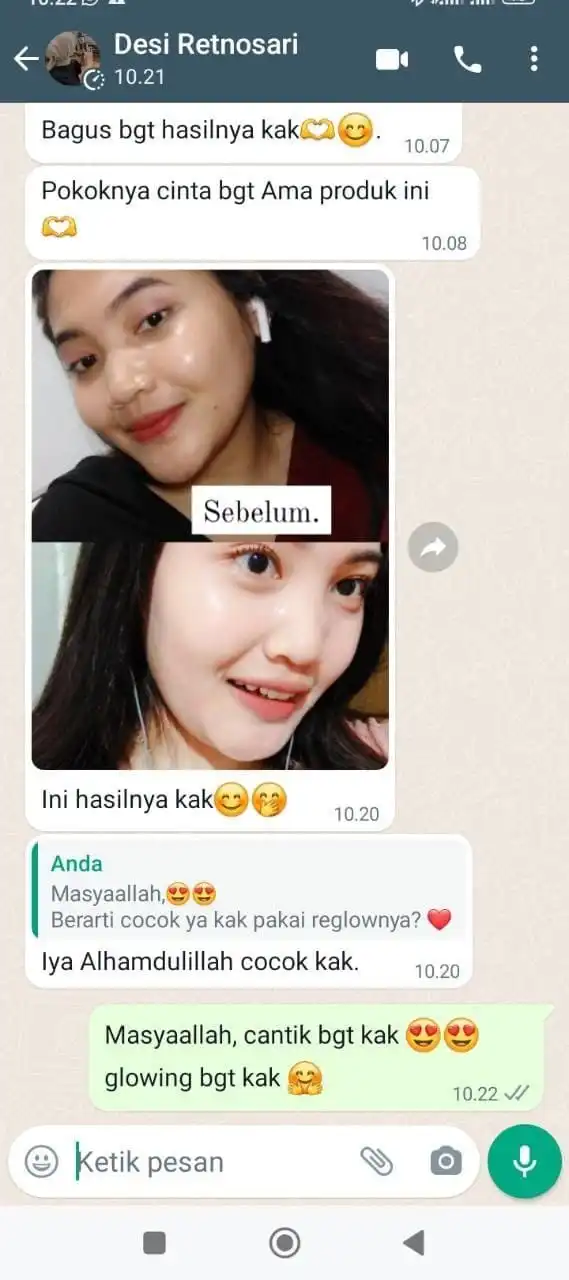 Desi Retnosari
10.21
Bagus bgt hasilnya kak🫶😊.
10.07
Pokoknya cinta bgt Ama produk ini
🫶
10.08
Sebelum.
Ini hasilnya kak😊🤭
10.20
Anda
Masyaallah,😍😍
Berarti cocok ya kak pakai reglownya? ❤️
Iya Alhamdulillah cocok kak.
10.20
Masyaallah, cantik bgt kak 😍😍
glowing bgt kak 🤗
10.22
Ketik pesan